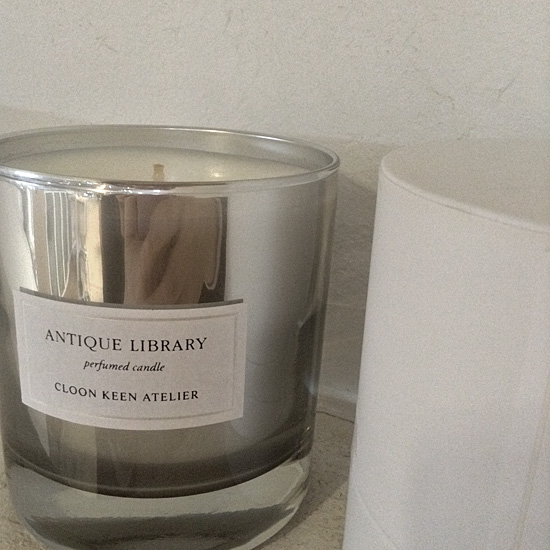 ANTIQUE LIBRARY
perfumed candle
CLOON KEEN ATELIER